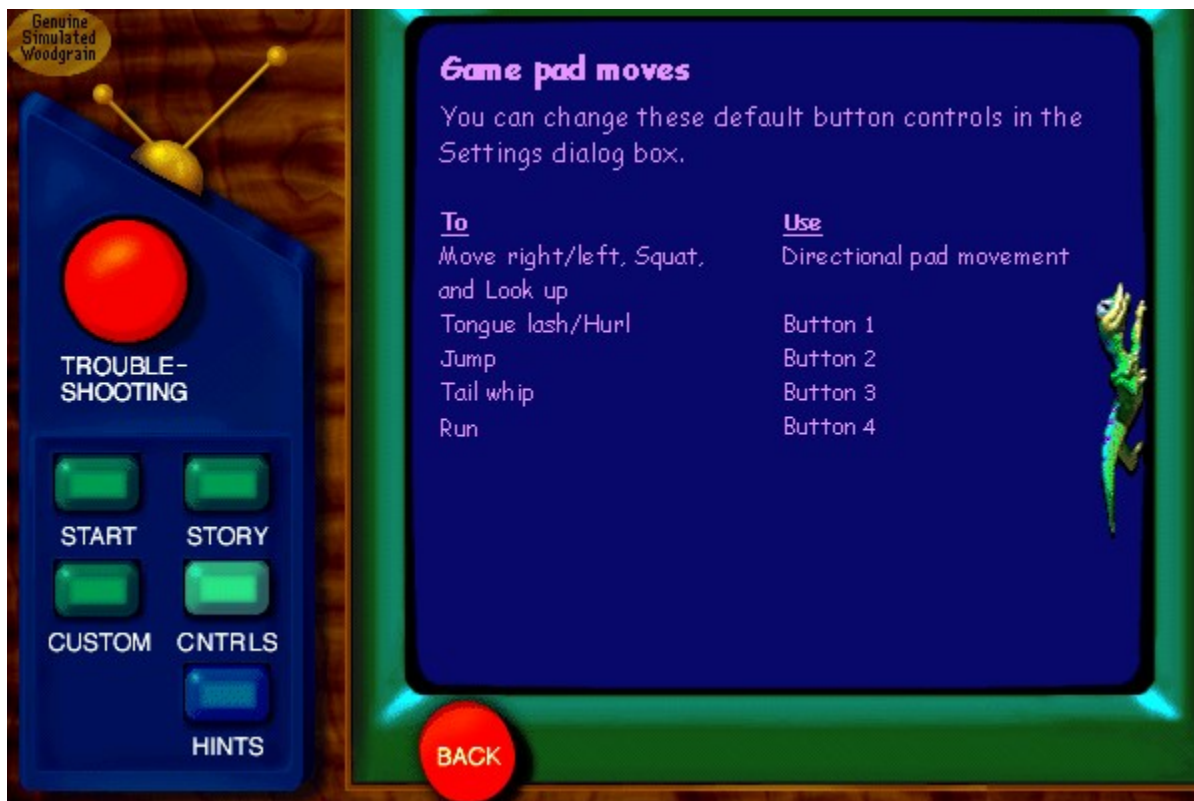 Genuine
Simulated
Woodgrain
TROUBLE-
SHOOTING
START STORY
CUSTOM CNTRLS
HINTS
Game pad moves
You can change these default button controls in the
Settings dialog box.
To Use
Move right/left, Squat, Directional pad movement
and Look up
Tongue lash/Hurl Button 1
Jump Button 2
Tail whip Button 3
Run Button 4
BACK